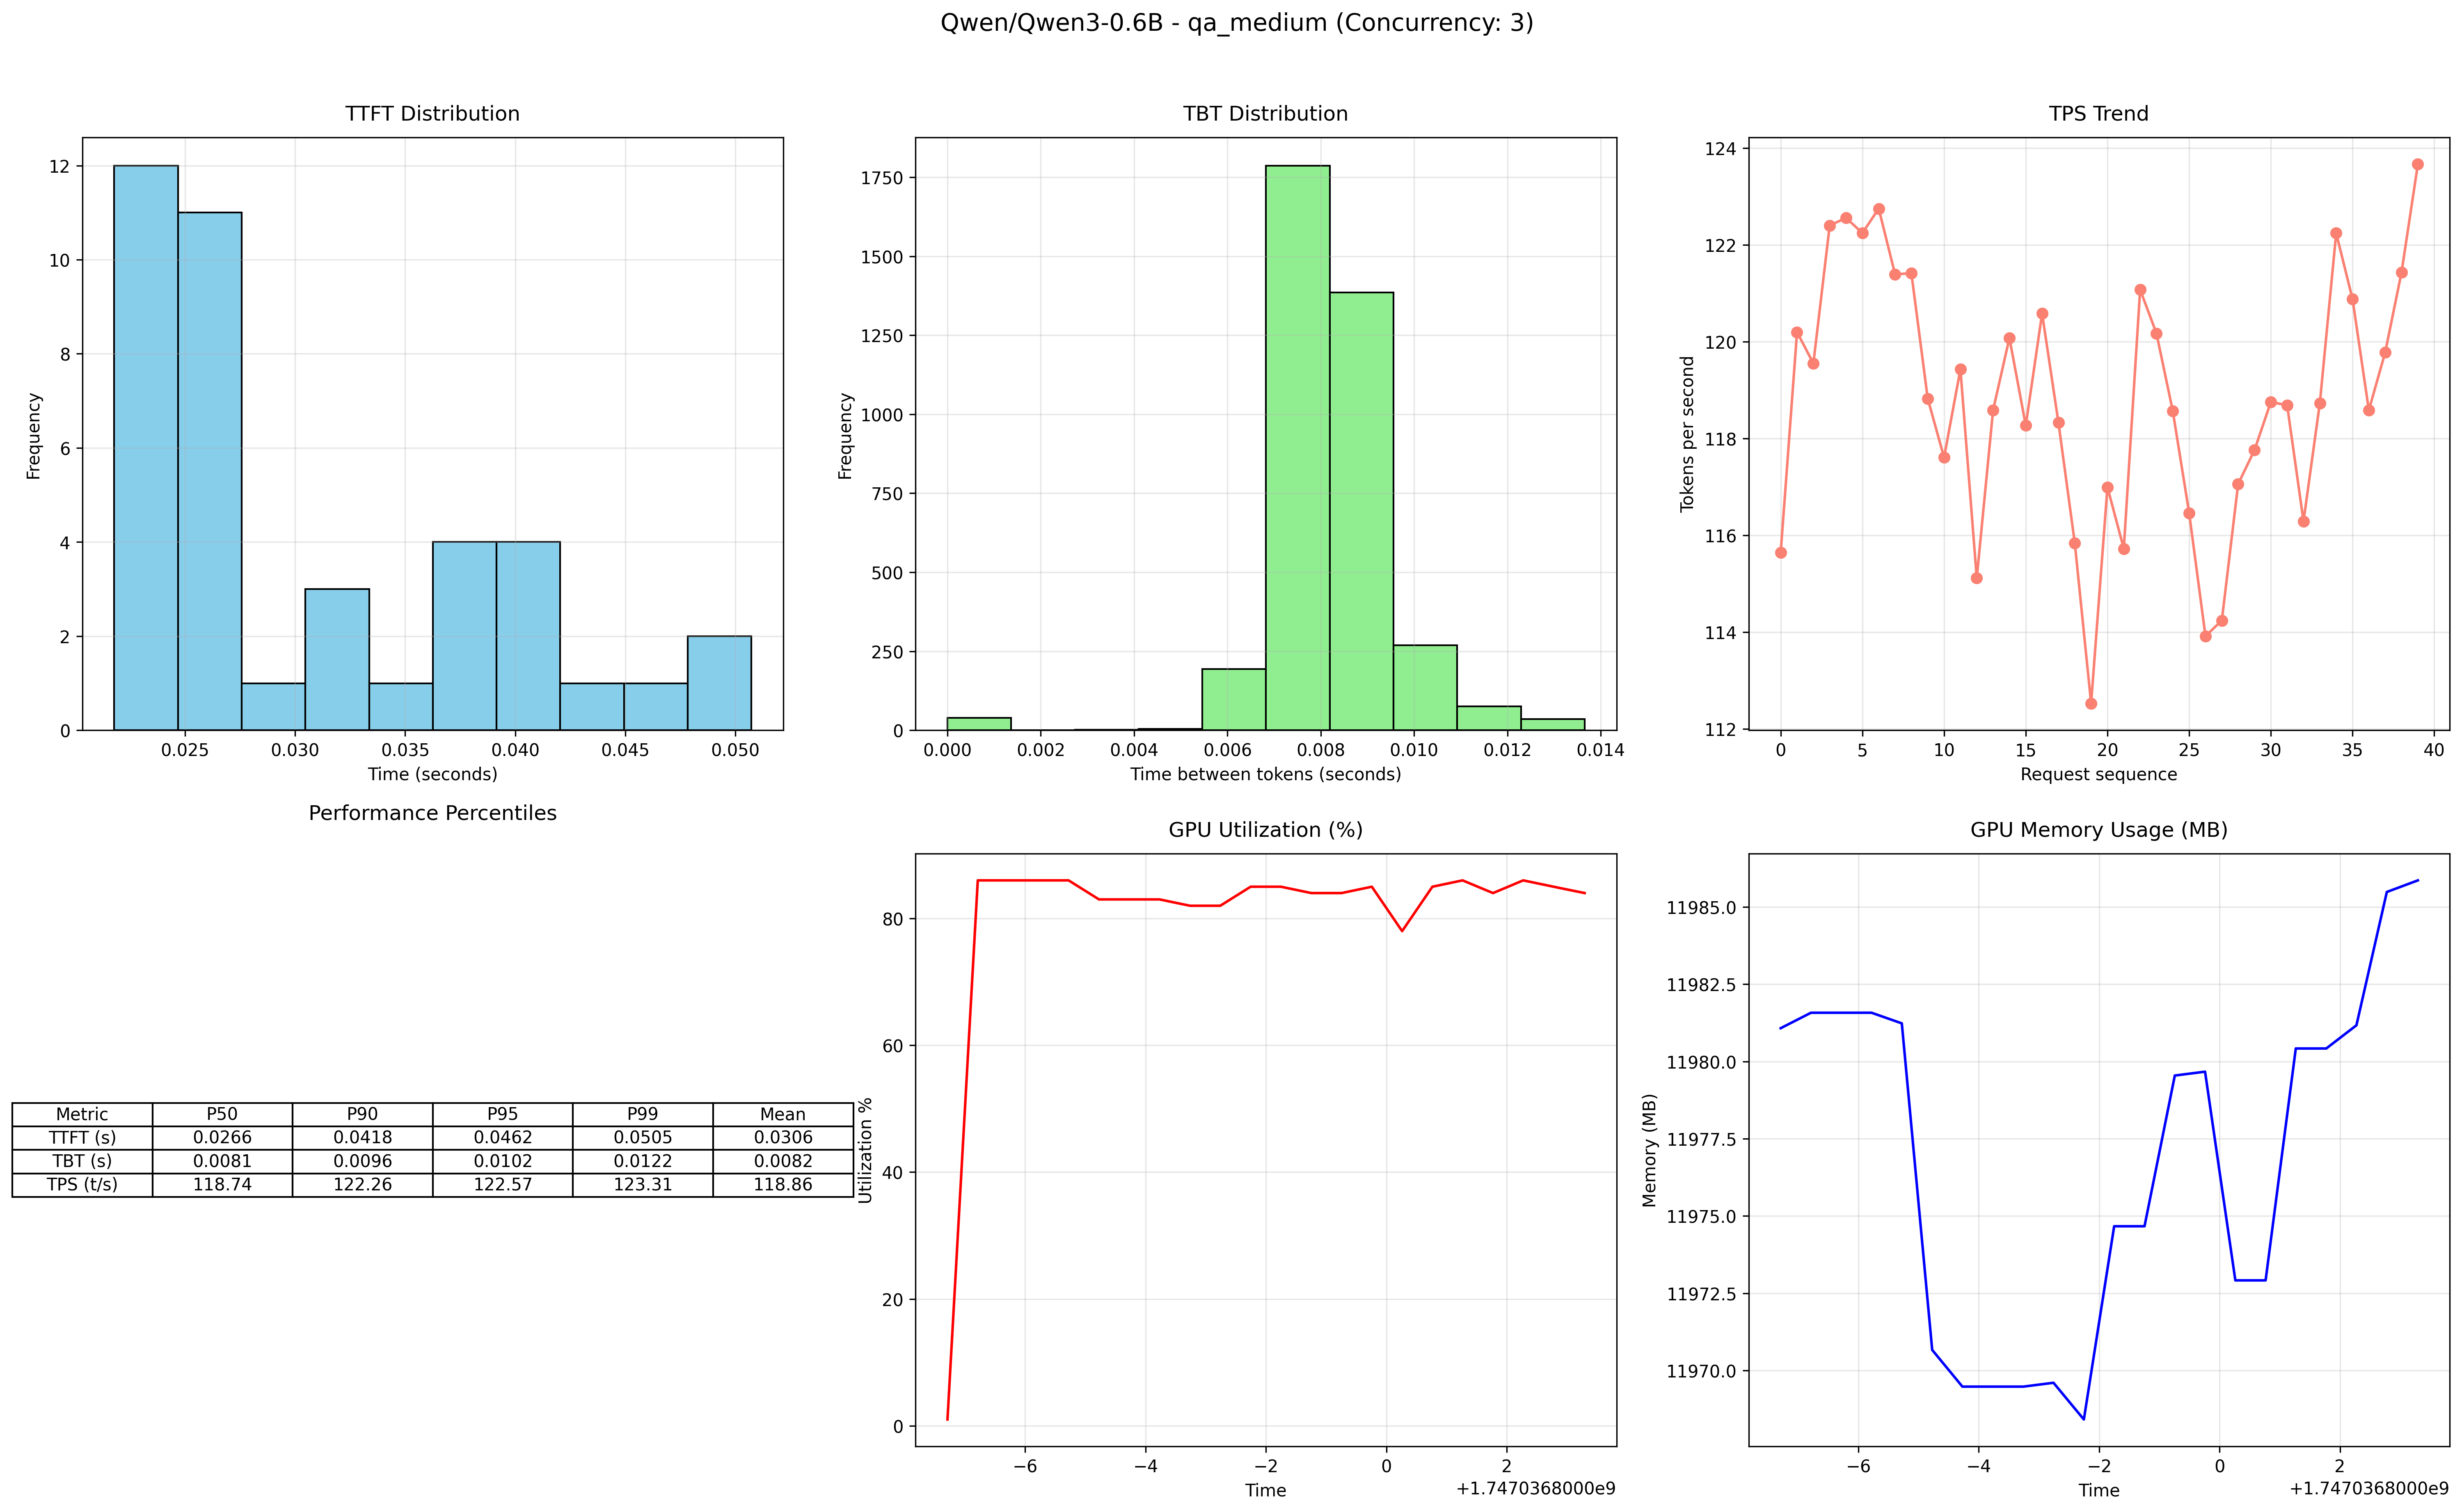 Qwen/Qwen3-0.6B - qa_medium (Concurrency: 3)
TTFT Distribution
Frequency
12
10
8
6
4
2
0
0.025 0.030 0.035 0.040 0.045 0.050
Time (seconds)
TBT Distribution
Frequency
1750
1500
1250
1000
750
500
250
0
0.000 0.002 0.004 0.006 0.008 0.010 0.012 0.014
Time between tokens (seconds)
TPS Trend
Tokens per second
124
122
120
118
116
114
112
0 5 10 15 20 25 30 35 40
Request sequence
Performance Percentiles
Metric P50 P90 P95 P99 Mean
TTFT (s) 0.0266 0.0418 0.0462 0.0505 0.0306
TBT (s) 0.0081 0.0096 0.0102 0.0122 0.0082
TPS (t/s) 118.74 122.26 122.57 123.31 118.86
GPU Utilization (%)
Utilization %
80
60
40
20
0
−6 −4 −2 0 2
Time
+1.7470368000e9
GPU Memory Usage (MB)
Memory (MB)
11985.0
11982.5
11980.0
11977.5
11975.0
11972.5
11970.0
−6 −4 −2 0 2
Time
+1.7470368000e9